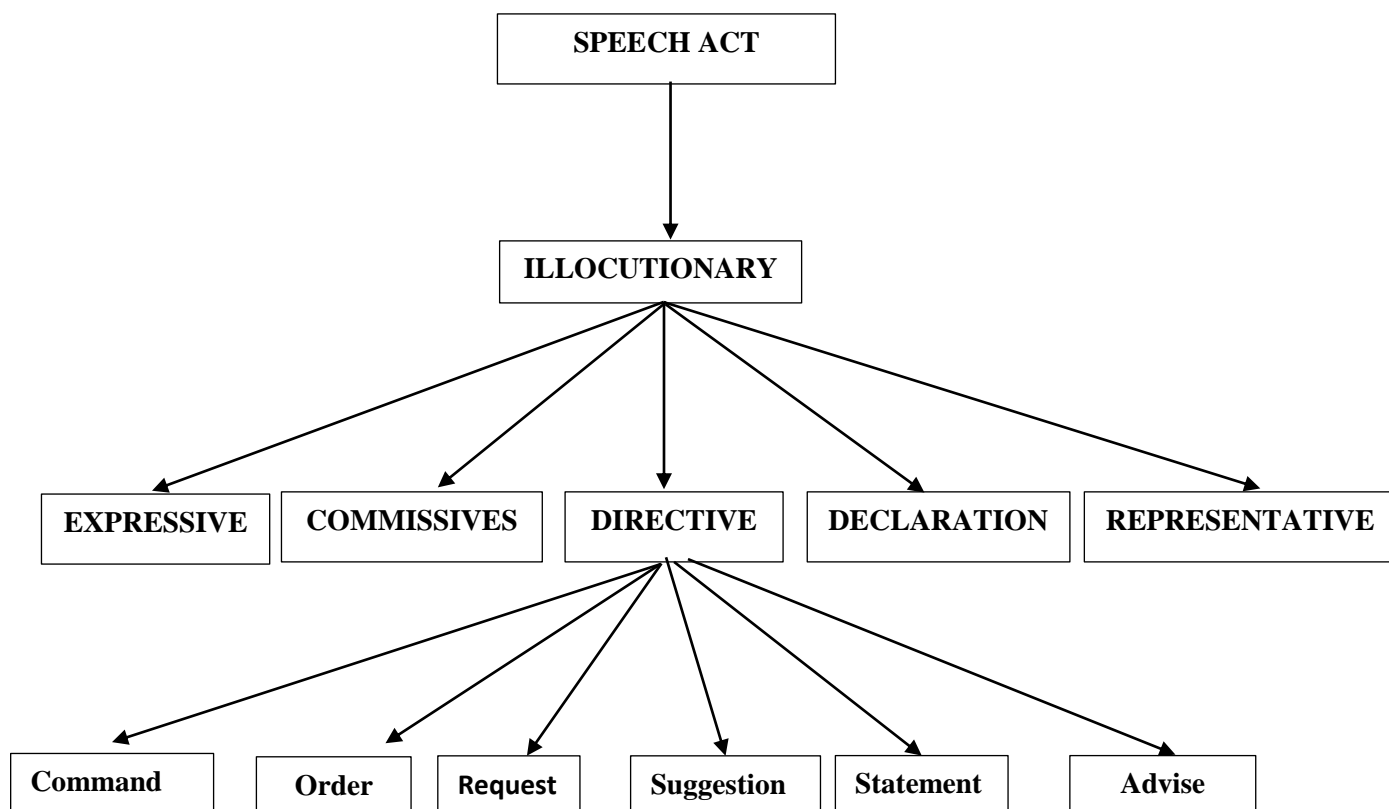 SPEECH ACT
ILLOCUTIONARY
EXPRESSIVE
COMMISSIVES
DIRECTIVE
DECLARATION
REPRESENTATIVE
Command
Order
Request
Suggestion
Statement
Advise